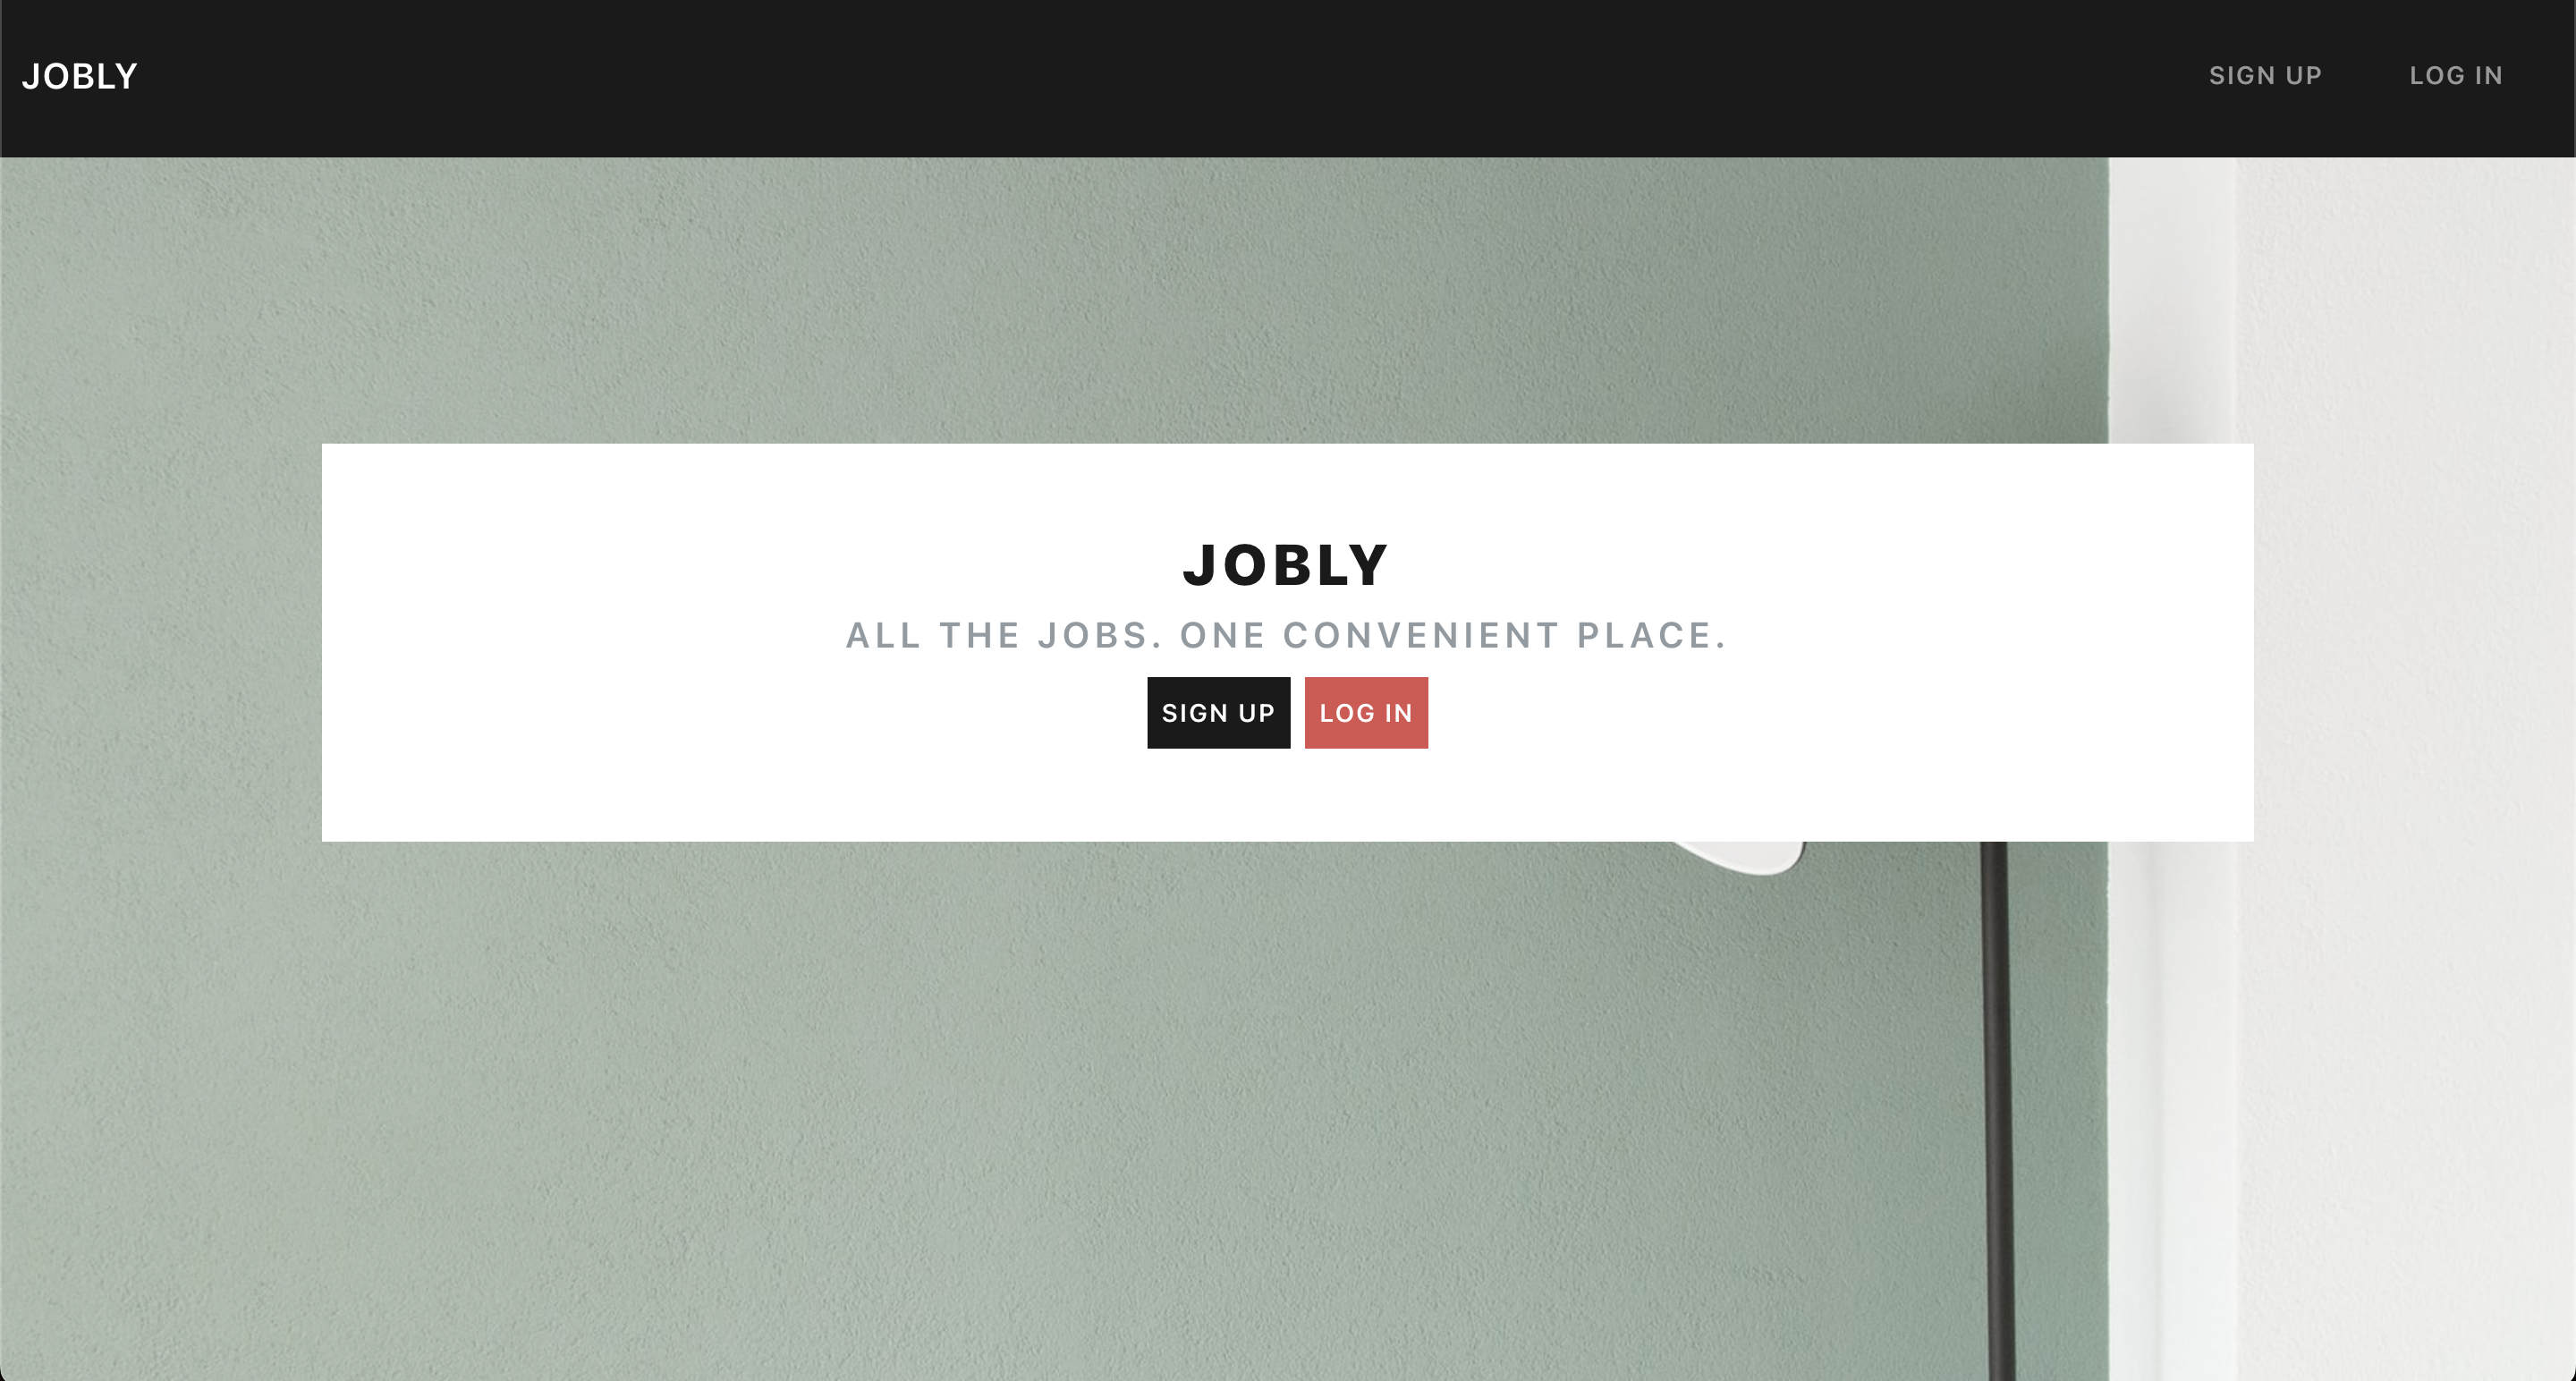 JOBLY
SIGN UP
LOG IN
JOBLY
ALL THE JOBS. ONE CONVENIENT PLACE.
SIGN UP
LOG IN